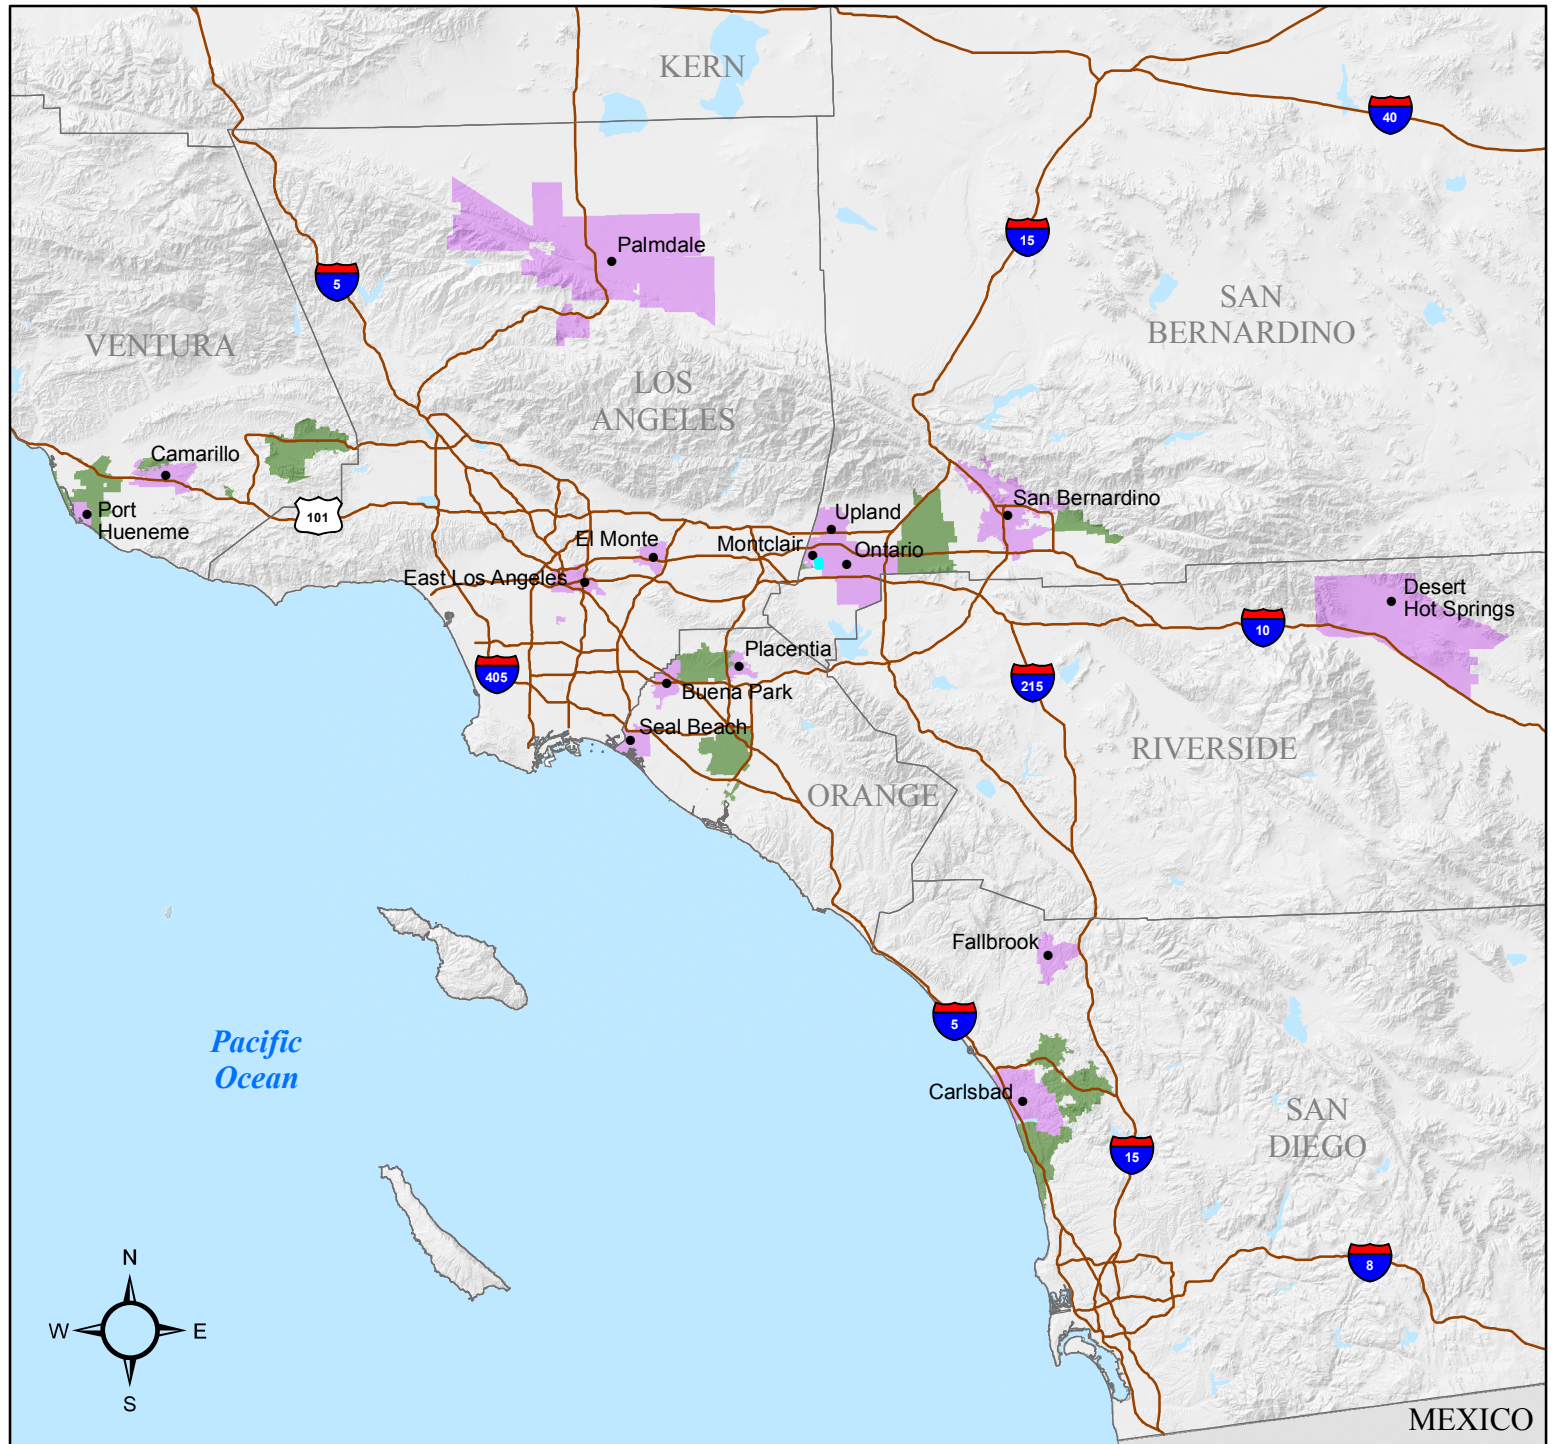 KERN
40
15
Palmdale
5
SAN
BERNARDINO
VENTURA
LOS
ANGELES
Camarillo
San Bernardino
Port
Hueneme
101
Upland
El Monte
Montclair
Ontario
East Los Angeles
Desert
Hot Springs
10
Placentia
405
215
Buena Park
Seal Beach
RIVERSIDE
ORANGE
Fallbrook
5
Pacific
Ocean
Carlsbad
SAN
DIEGO
15
8
N
W
E
S
MEXICO